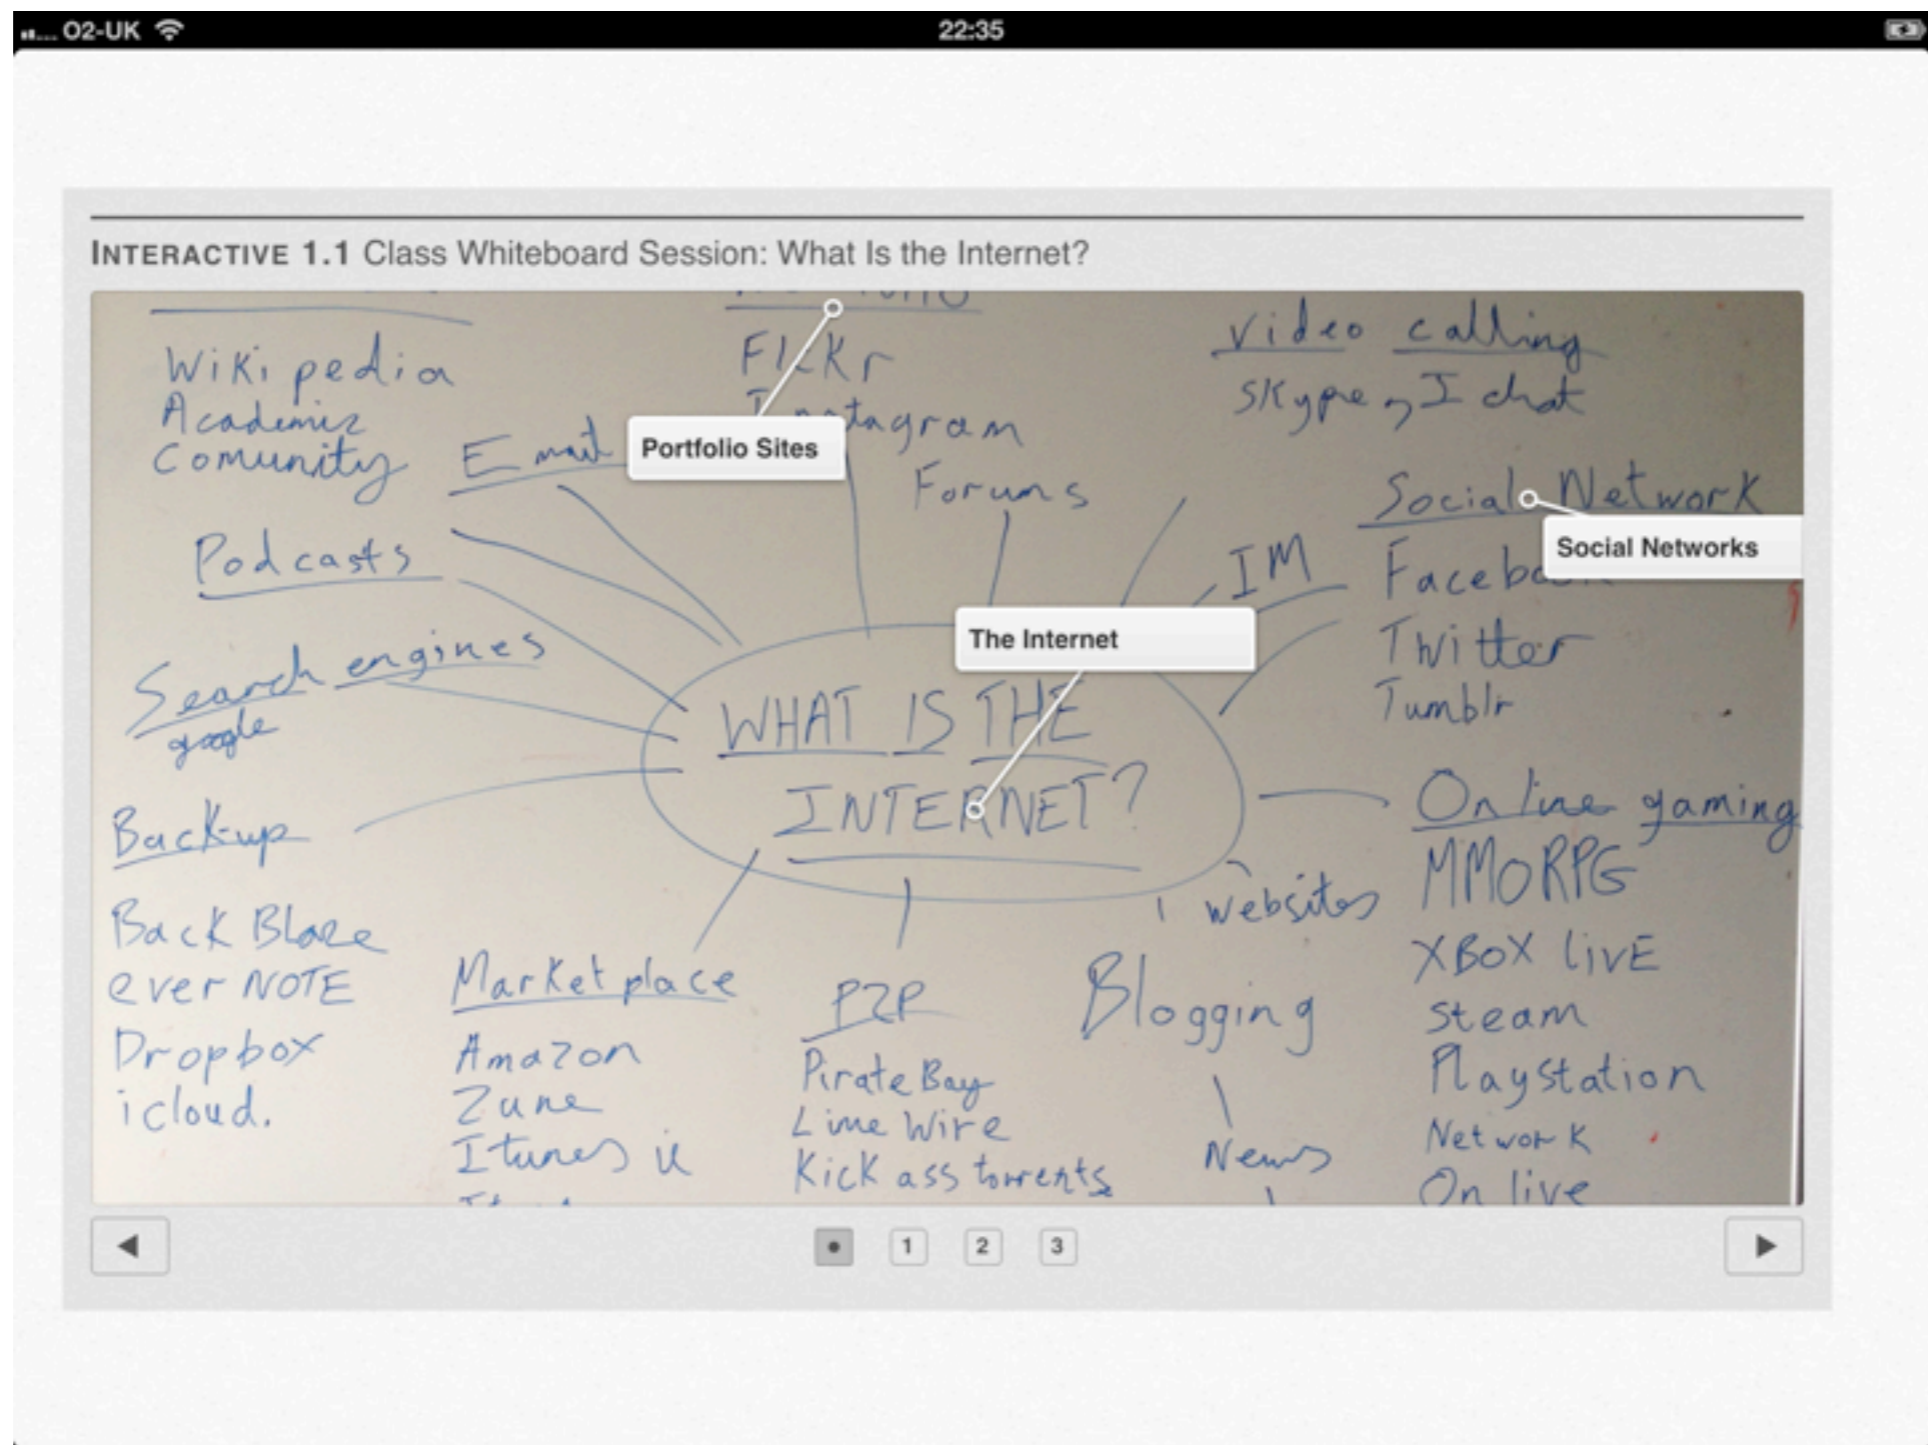 O2-UK
22:35
INTERACTIVE 1.1 Class Whiteboard Session: What Is the Internet?
WiKipedia
Academic
Comunity
Email
Podcasts
Search engines
google
BacKup
BacK Blaze
ever NOTE
Dropbox
icloud.
FlcKr
Instagram
Portfolio Sites
Forums
video calling
SKype, I chat
IM
Social NetworK
Social Networks
Facebook
Twitter
Tumblr
The Internet
WHAT IS THE
INTERNET?
Online gaming
MMORPG
XBOX livE
Steam
Playstation
NetworK
On live
websites
Blogging
News
MarKet place
Amazon
Zune
Itunes
P2P
Pirate Bay
Lime Wire
KicK ass torrents
1 2 3